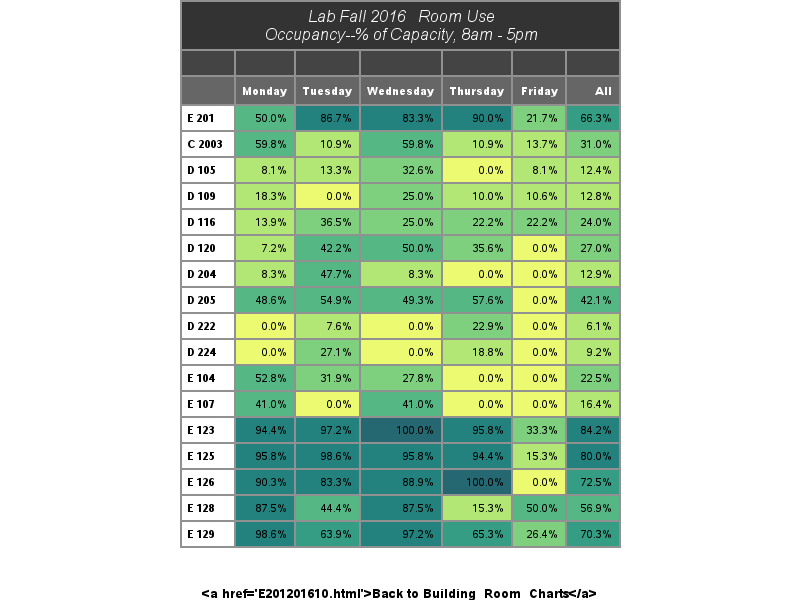 Lab Fall 2016 Room Use
Occupancy--% of Capacity, 8am - 5pm
Monday Tuesday Wednesday Thursday Friday All
E 201 50.0% 86.7% 83.3% 90.0% 21.7% 66.3%
C 2003 59.8% 10.9% 59.8% 10.9% 13.7% 31.0%
D 105 8.1% 13.3% 32.6% 0.0% 8.1% 12.4%
D 109 18.3% 0.0% 25.0% 10.0% 10.6% 12.8%
D 116 13.9% 36.5% 25.0% 22.2% 22.2% 24.0%
D 120 7.2% 42.2% 50.0% 35.6% 0.0% 27.0%
D 204 8.3% 47.7% 8.3% 0.0% 0.0% 12.9%
D 205 48.6% 54.9% 49.3% 57.6% 0.0% 42.1%
D 222 0.0% 7.6% 0.0% 22.9% 0.0% 6.1%
D 224 0.0% 27.1% 0.0% 18.8% 0.0% 9.2%
E 104 52.8% 31.9% 27.8% 0.0% 0.0% 22.5%
E 107 41.0% 0.0% 41.0% 0.0% 0.0% 16.4%
E 123 94.4% 97.2% 100.0% 95.8% 33.3% 84.2%
E 125 95.8% 98.6% 95.8% 94.4% 15.3% 80.0%
E 126 90.3% 83.3% 88.9% 100.0% 0.0% 72.5%
E 128 87.5% 44.4% 87.5% 15.3% 50.0% 56.9%
E 129 98.6% 63.9% 97.2% 65.3% 26.4% 70.3%
<a href='E201201610.html'>Back to Building_Room_Charts</a>